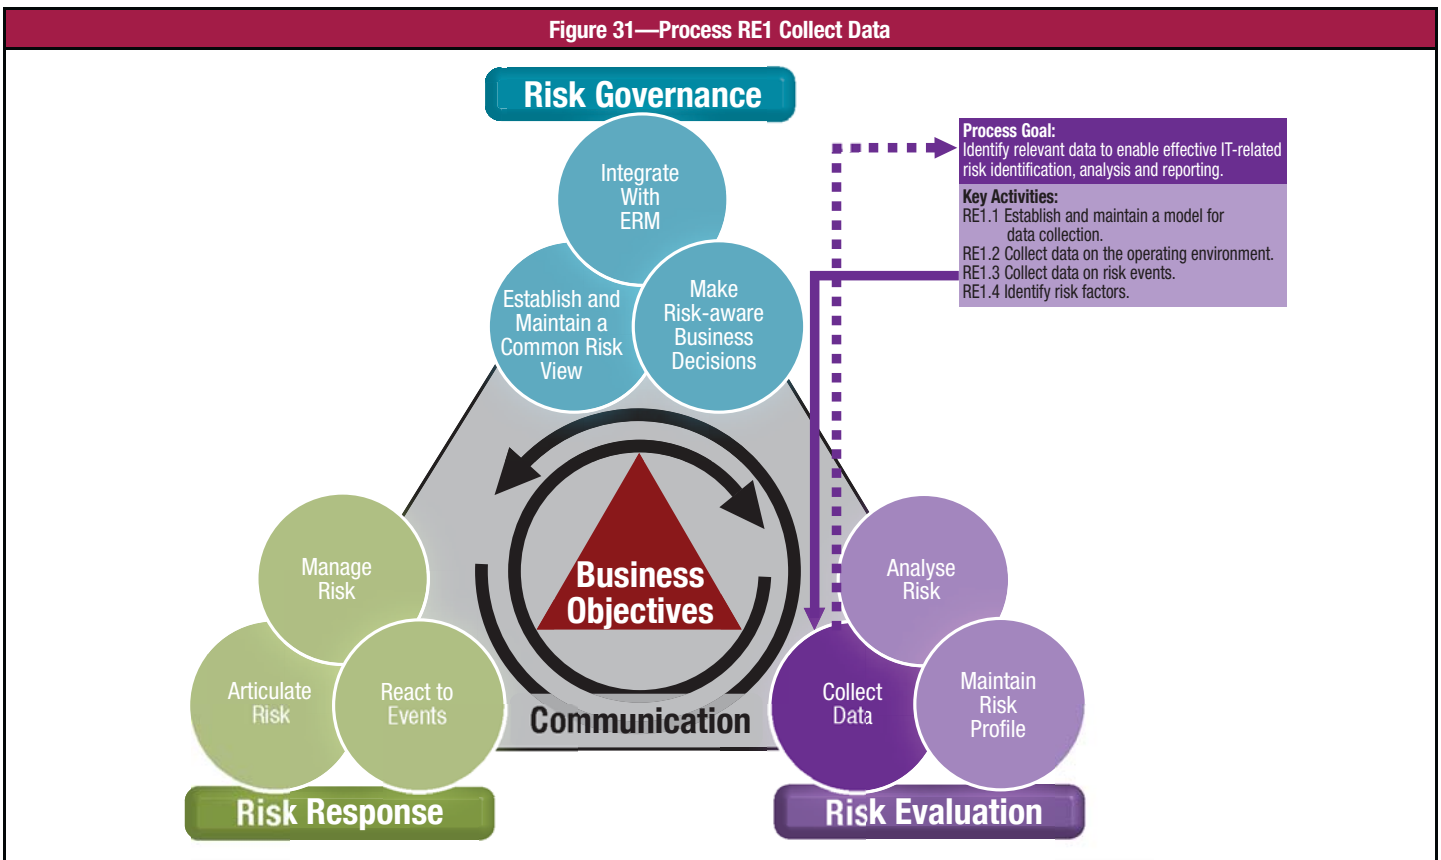 Figure 31—Process RE1 Collect Data
Risk Governance
Integrate
With
ERM
Establish and
Maintain a
Common Risk
View
Make
Risk-aware
Business
Decisions
Process Goal:
Identify relevant data to enable effective IT-related
risk identification, analysis and reporting.
Key Activities:
RE1.1 Establish and maintain a model for
data collection.
RE1.2 Collect data on the operating environment.
RE1.3 Collect data on risk events.
RE1.4 Identify risk factors.
Business
Objectives
Communication
Manage
Risk
Articulate
Risk
React to
Events
Risk Response
Analyse
Risk
Collect
Data
Maintain
Risk
Profile
Risk Evaluation